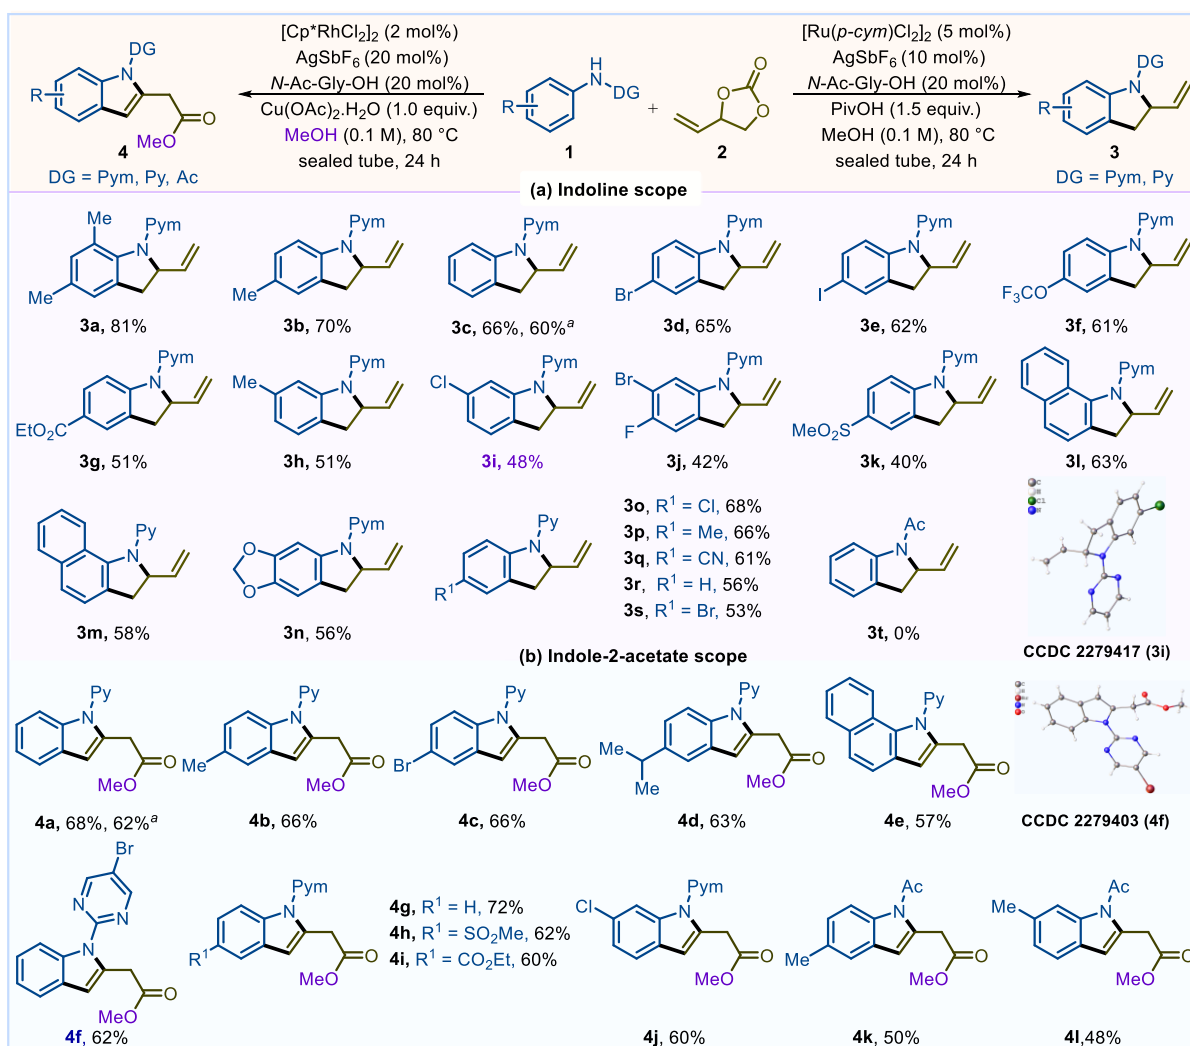 [Cp*RhCl2]2 (2 mol%)
AgSbF6 (20 mol%)
N-Ac-Gly-OH (20 mol%)
Cu(OAc)2.H2O (1.0 equiv.)
MeOH (0.1 M), 80 °C
sealed tube, 24 h
[Ru(p-cym)Cl2]2 (5 mol%)
AgSbF6 (10 mol%)
N-Ac-Gly-OH (20 mol%)
PivOH (1.5 equiv.)
MeOH (0.1 M), 80 °C
sealed tube, 24 h
DG
N
R
O
MeO
4
DG = Pym, Py, Ac
H
N
DG
R
1
+
O
O
O
2
DG
N
R
3
DG = Pym, Py
(a) Indoline scope
Me
Pym
N
Me
3a, 81%
Pym
N
Me
3b, 70%
Pym
N
3c, 66%, 60%a
Pym
N
Br
3d, 65%
Pym
N
I
3e, 62%
Pym
N
F3CO
3f, 61%
Pym
N
EtO2C
3g, 51%
Me
Pym
N
3h, 51%
Cl
Pym
N
3i, 48%
Br
Pym
N
F
3j, 42%
Pym
N
MeO2S
3k, 40%
Pym
N
3l, 63%
Py
N
3m, 58%
O
O
Pym
N
3n, 56%
Py
N
R1
3o, R1 = Cl, 68%
3p, R1 = Me, 66%
3q, R1 = CN, 61%
3r, R1 = H, 56%
3s, R1 = Br, 53%
Ac
N
3t, 0%
C
H
Cl
N
CCDC 2279417 (3i)
(b) Indole-2-acetate scope
Py
N
O
MeO
4a, 68%, 62%a
Py
N
Me
O
MeO
4b, 66%
Py
N
Br
O
MeO
4c, 66%
Py
N
Me
Me
O
MeO
4d, 63%
Py
N
O
MeO
4e, 57%
CCDC 2279403 (4f)
Br
N
N
N
O
MeO
4f, 62%
Pym
N
R1
O
MeO
4g, R1 = H, 72%
4h, R1 = SO2Me, 62%
4i, R1 = CO2Et, 60%
Cl
Pym
N
O
MeO
4j, 60%
Ac
N
Me
O
MeO
4k, 50%
Me
Ac
N
O
MeO
4l,48%